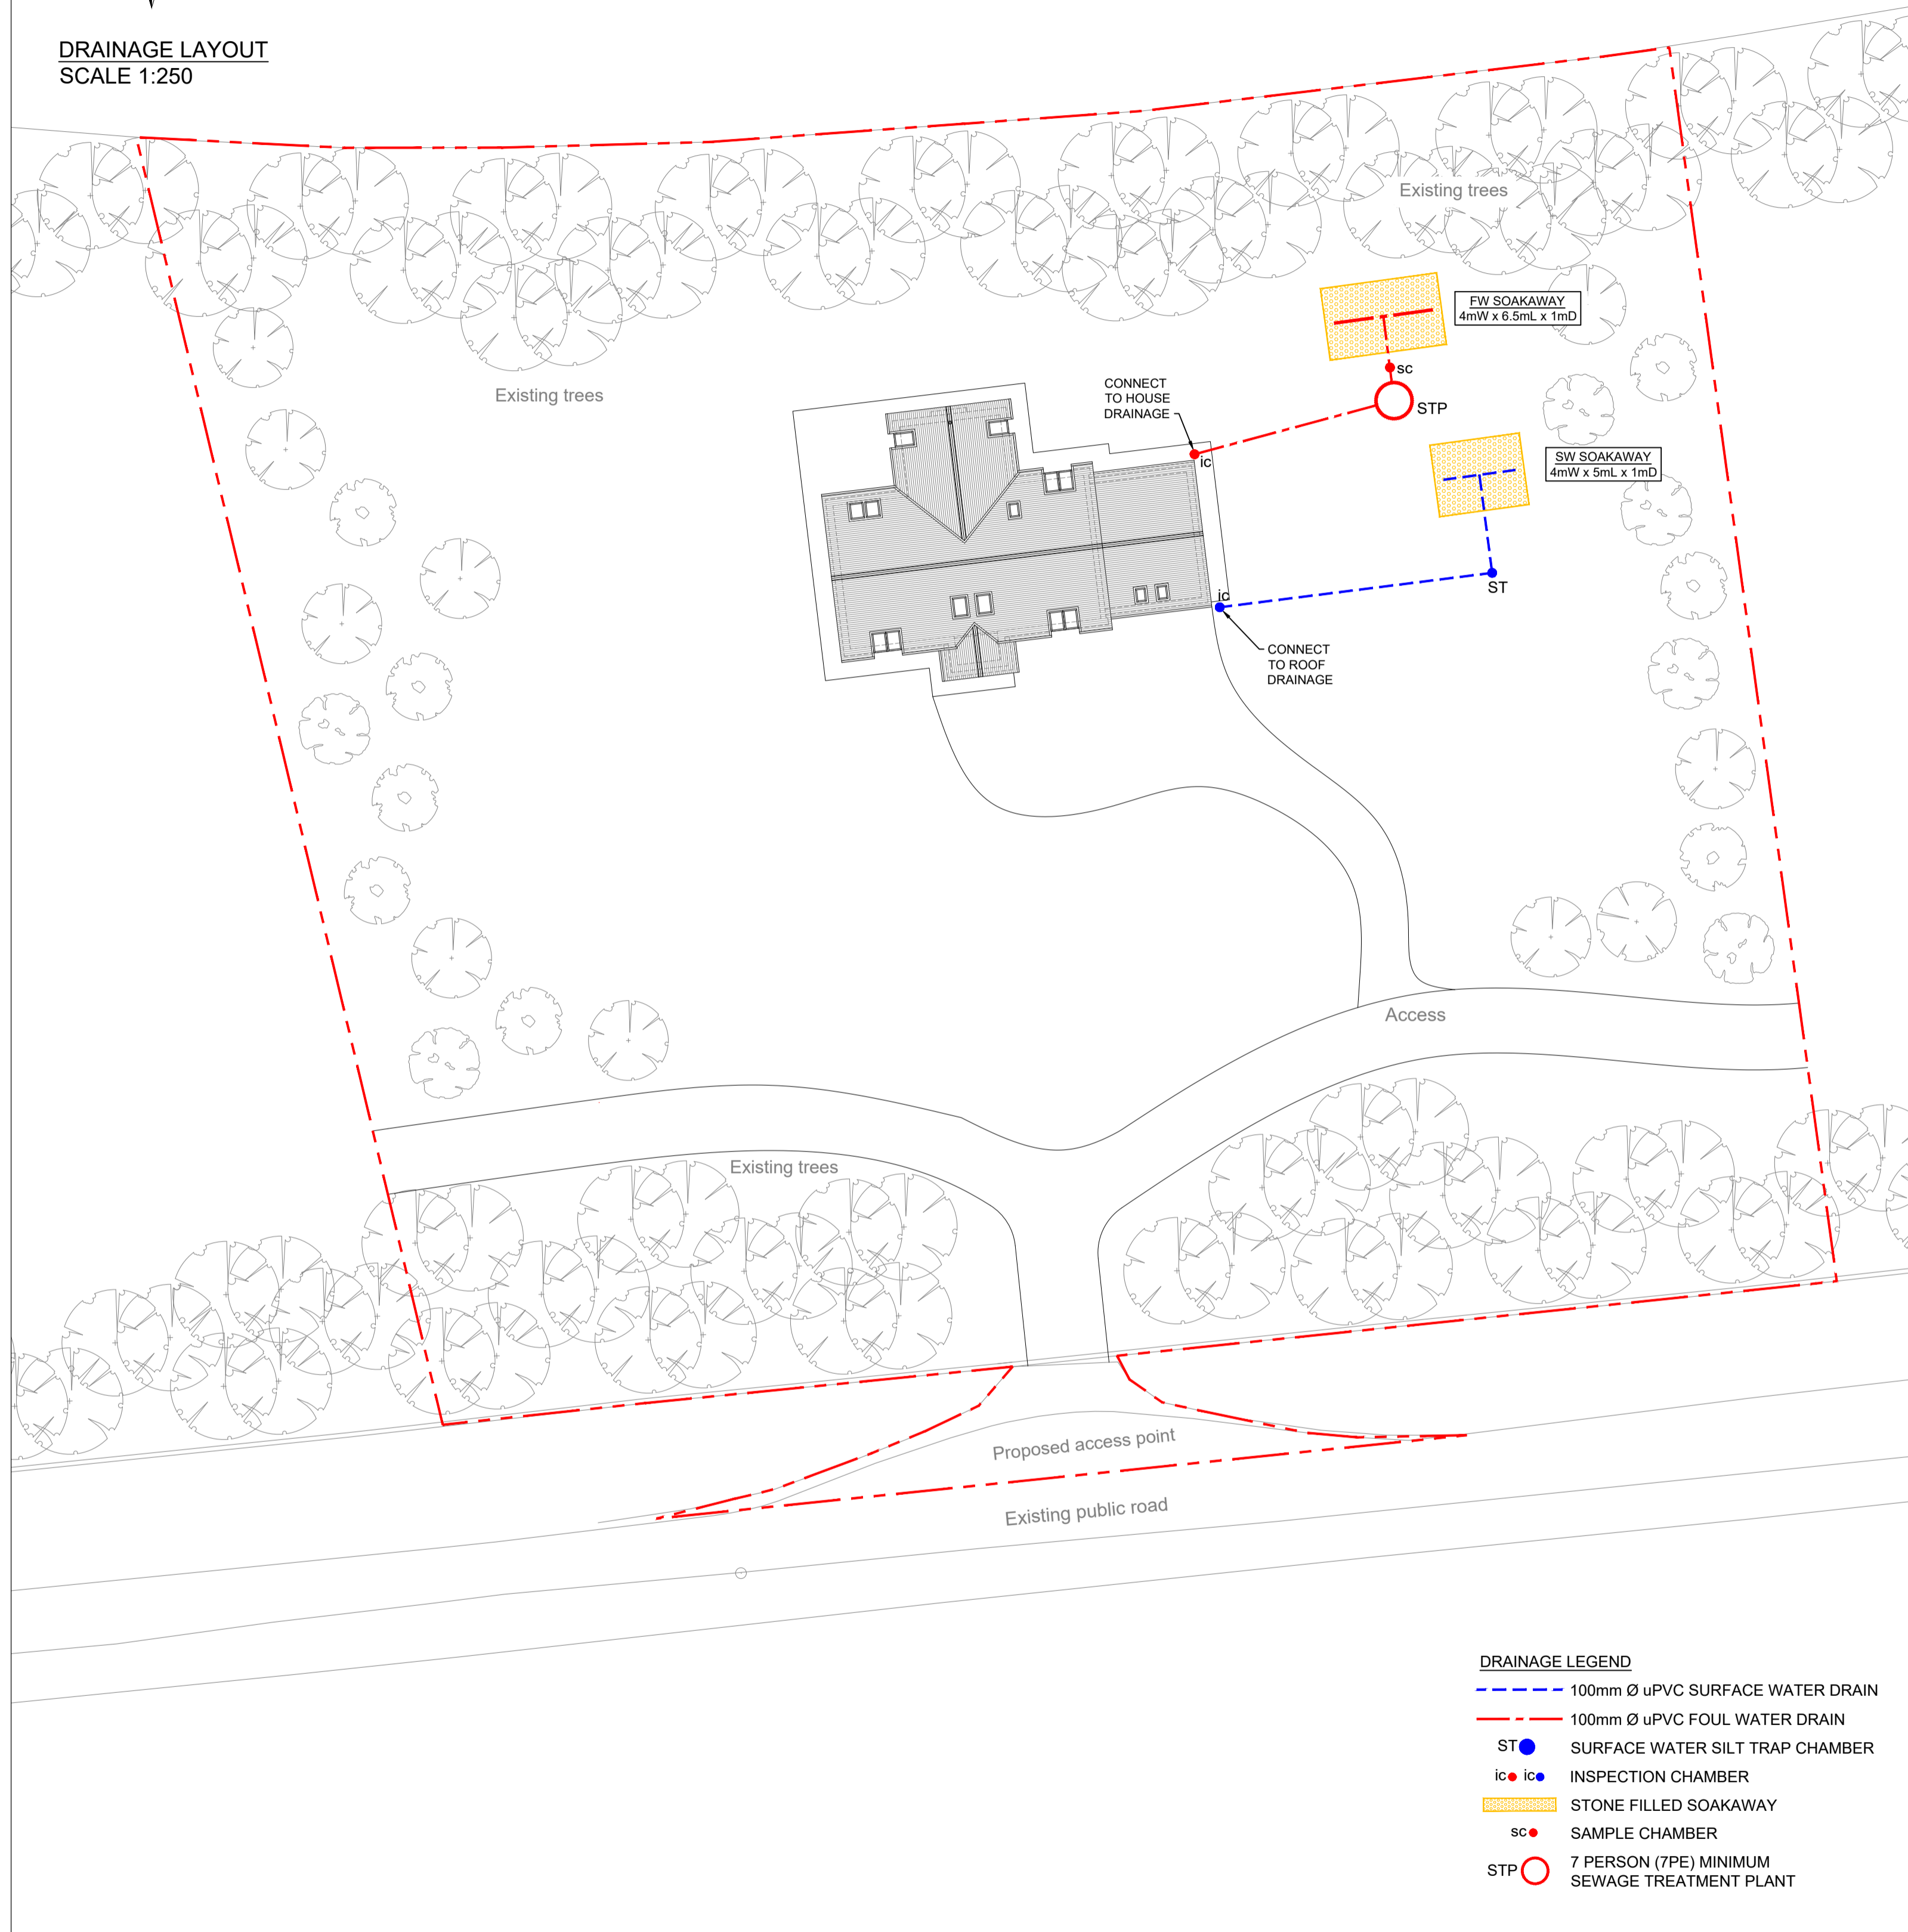 DRAINAGE LAYOUT
SCALE 1:250
Existing trees
FW SOAKAWAY
4mW x 6.5mL x 1mD
sc
STP
CONNECT
TO HOUSE
DRAINAGE
ic
Existing trees
SW SOAKAWAY
4mW x 5mL x 1mD
ST
ic
CONNECT
TO ROOF
DRAINAGE
Access
Existing trees
Proposed access point
Existing public road
DRAINAGE LEGEND
100mm Ø uPVC SURFACE WATER DRAIN
100mm Ø uPVC FOUL WATER DRAIN
ST SURFACE WATER SILT TRAP CHAMBER
ic ic INSPECTION CHAMBER
STONE FILLED SOAKAWAY
sc SAMPLE CHAMBER
STP 7 PERSON (7PE) MINIMUM
SEWAGE TREATMENT PLANT